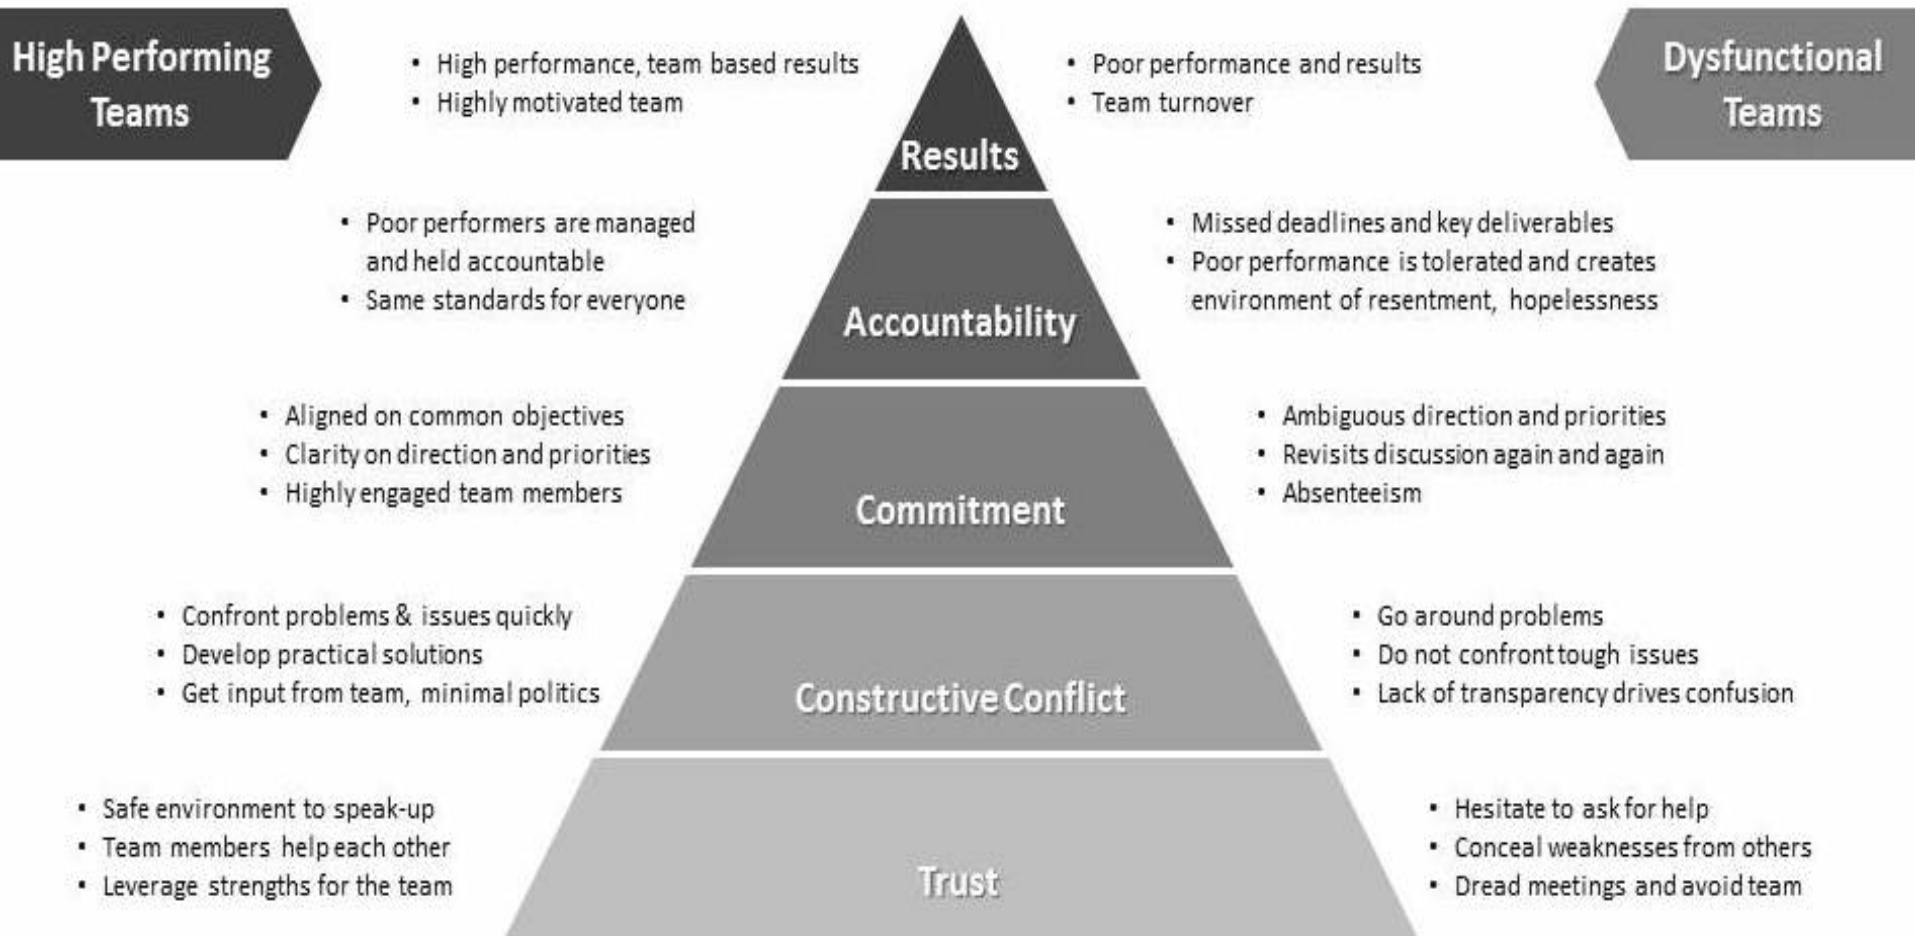 High Performing
Teams
• High performance, team based results
• Highly motivated team
• Poor performance and results
• Team turnover
Dysfunctional
Teams
Results
• Poor performers are managed
and held accountable
• Same standards for everyone
• Missed deadlines and key deliverables
• Poor performance is tolerated and creates
environment of resentment, hopelessness
Accountability
• Aligned on common objectives
• Clarity on direction and priorities
• Highly engaged team members
• Ambiguous direction and priorities
• Revisits discussion again and again
• Absenteeism
Commitment
• Confront problems & issues quickly
• Develop practical solutions
• Get input from team, minimal politics
• Go around problems
• Do not confront tough issues
• Lack of transparency drives confusion
Constructive Conflict
• Safe environment to speak-up
• Team members help each other
• Leverage strengths for the team
• Hesitate to ask for help
• Conceal weaknesses from others
• Dread meetings and avoid team
Trust